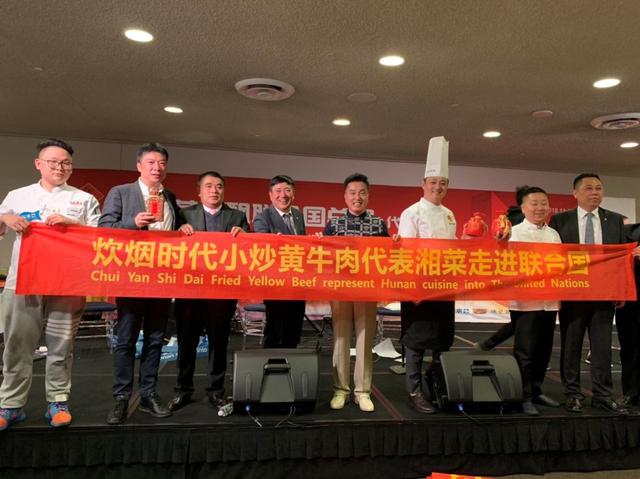 炊烟时代小炒黄牛肉代表湘菜走进联合国
Chui Yan Shi Dai Fried Yellow Beef represent Hunan cuisine into The United Nations